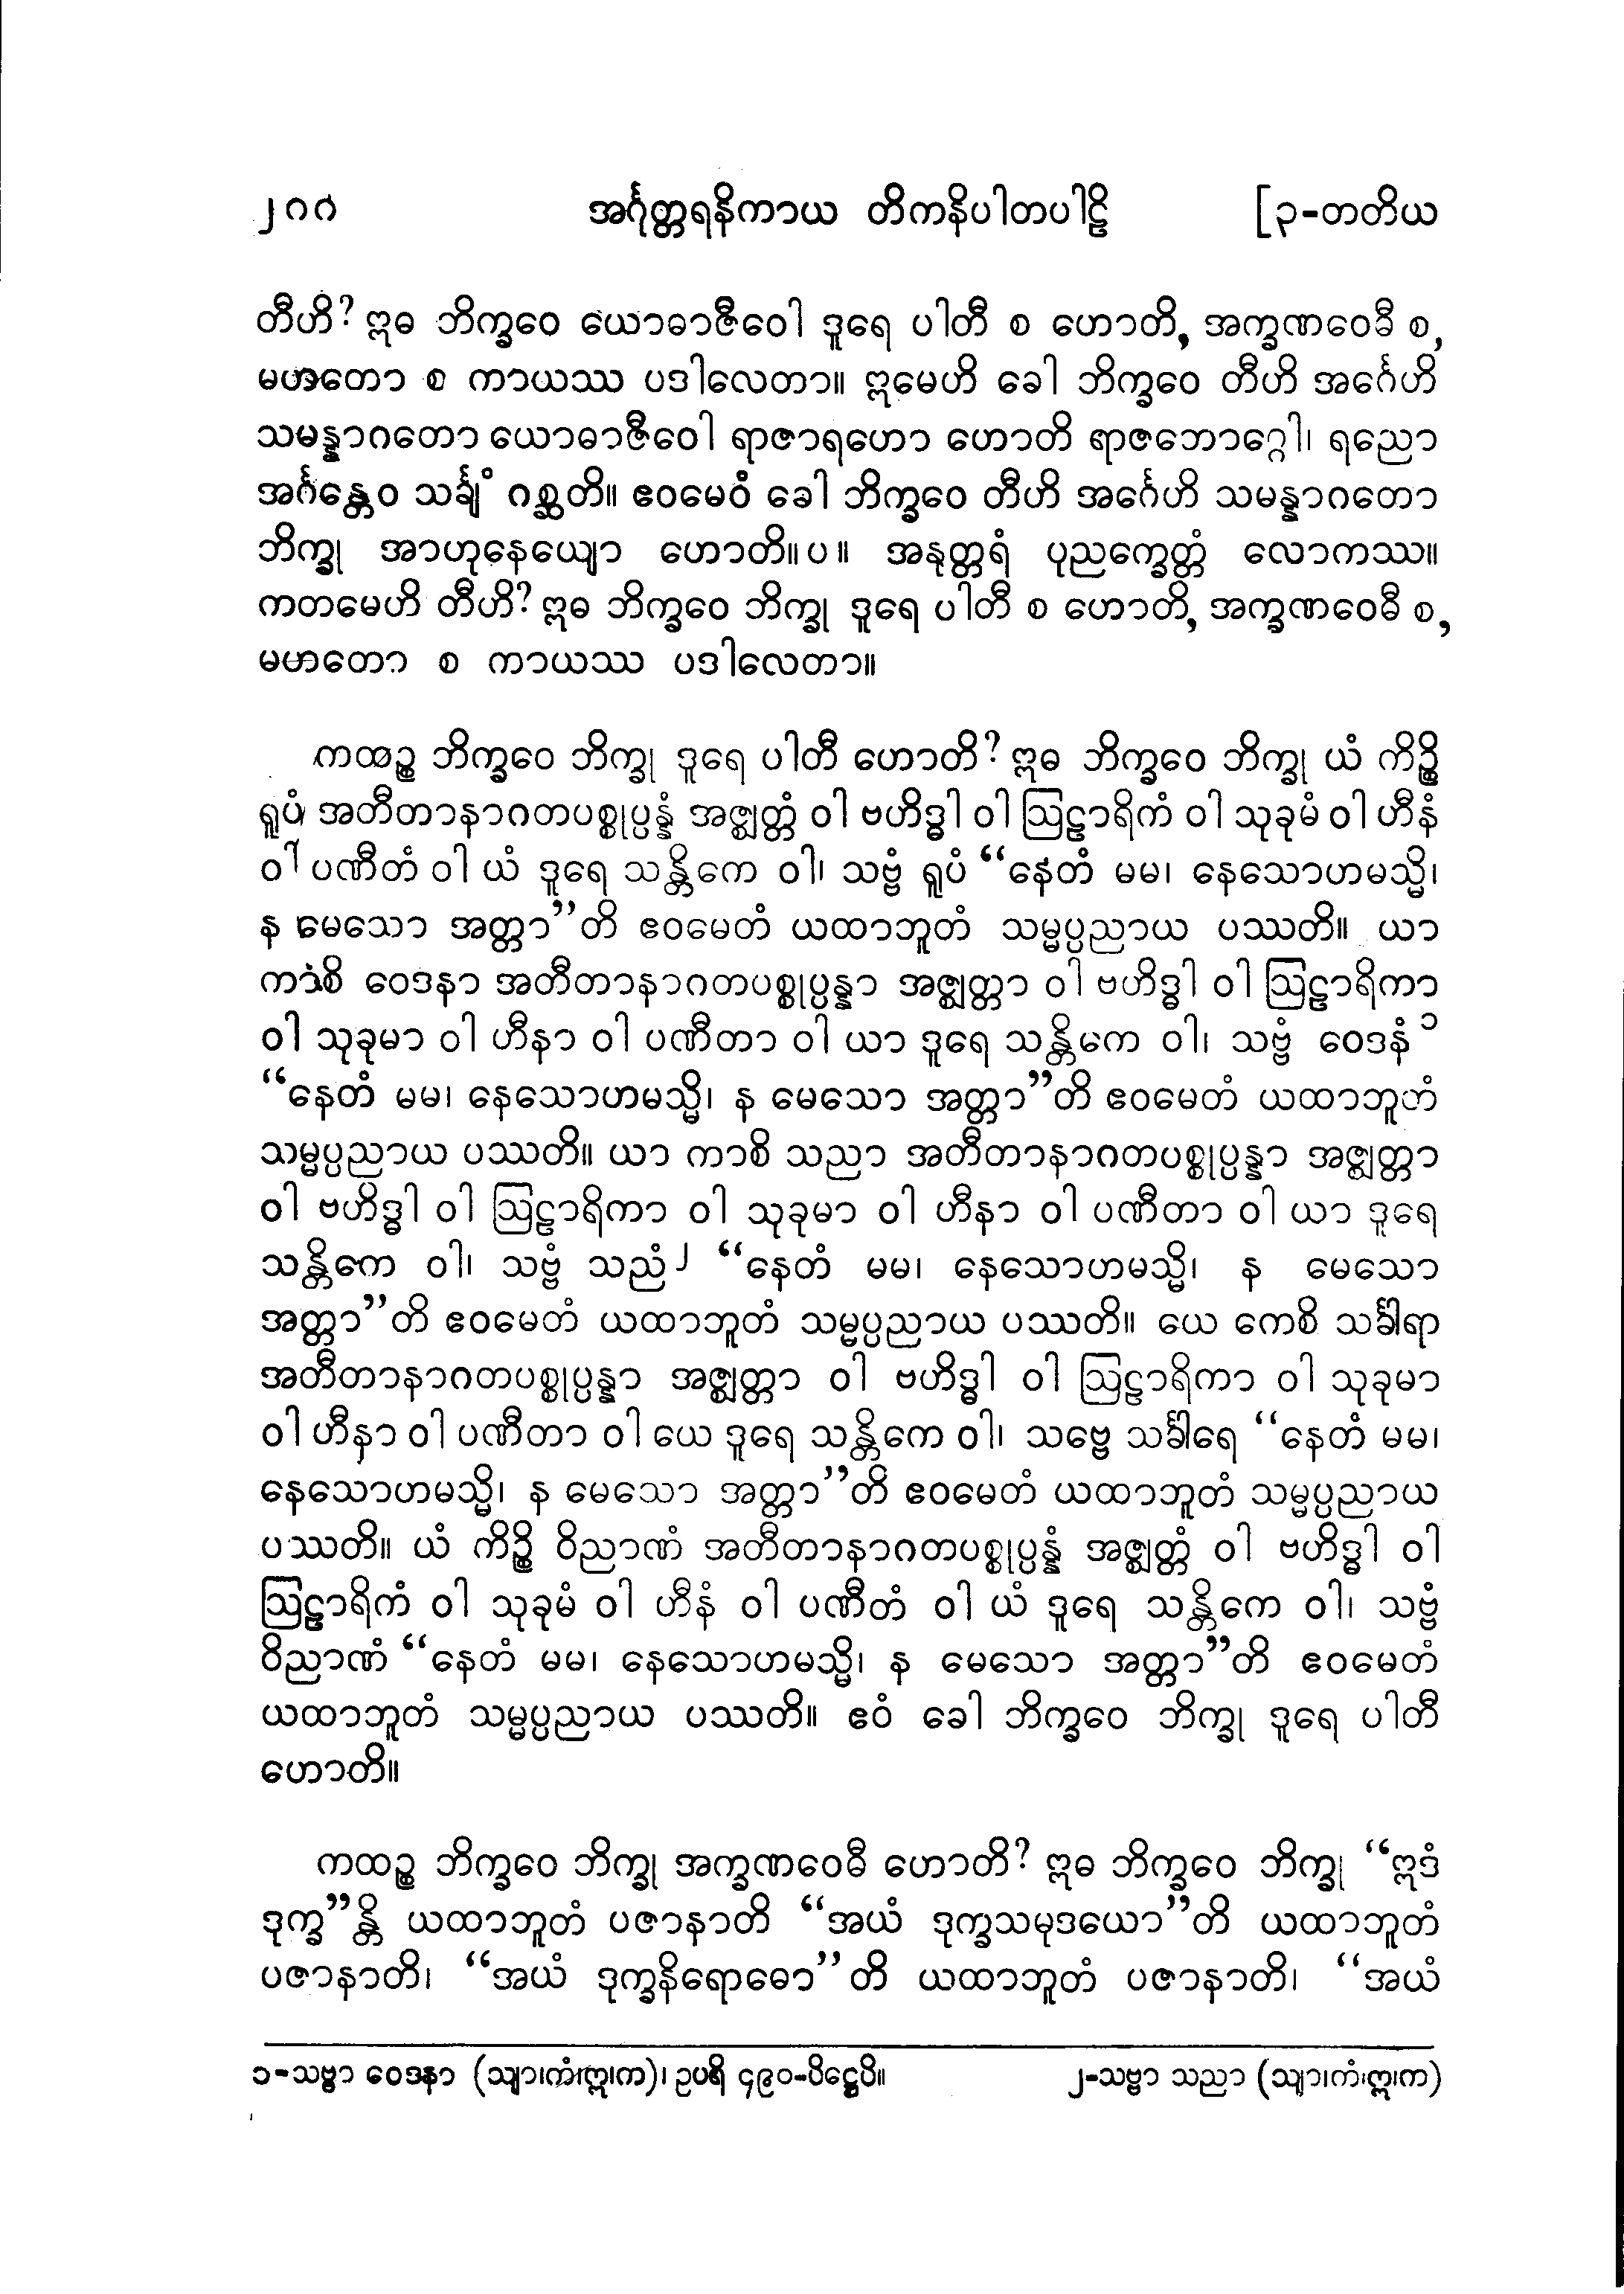 ၂၈၈ အင်္ဂုတ္တရနိကာယ တိကနိပါတပါဠိ [၃-တတိယ
တီဟိ? ဣဓ ဘိက္ခဝေ ယောဓာဇီဝေါ ဒူရေ ပါတီ စ ဟောတိ, အက္ခဏဝေဓီ စ,
မဟတော စ ကာယဿ ပဒါလေတာ။ ဣမေဟိ ခေါ ဘိက္ခဝေ တီဟိ အင်္ဂေဟိ
သမန္နာဂတော ယောဓာဇီဝေါ ရာဇာရဟော ဟောတိ ရာဇဘောဂ္ဂေါ၊ ရညော
အင်္ဂန္တေဝ သင်္ချံ ဂစ္ဆတိ။ ဧဝမေဝံ ခေါ ဘိက္ခဝေ တီဟိ အင်္ဂေဟိ သမန္နာဂတော
ဘိက္ခု အာဟုနေယျော ဟောတိ။ပ။ အနုတ္တရံ ပုညက္ခေတ္တံ လောကဿ။
ကတမေဟိ တီဟိ? ဣဓ ဘိက္ခဝေ ဘိက္ခု ဒူရေ ပါတီ စ ဟောတိ, အက္ခဏဝေဓီ စ,
မဟတော စ ကာယဿ ပဒါလေတာ။
ကထဉ္စ ဘိက္ခဝေ ဘိက္ခု ဒူရေ ပါတီ ဟောတိ? ဣဓ ဘိက္ခဝေ ဘိက္ခု ယံ ကိဉ္စိ
ရူပံ အတီတာနာဂတပစ္စုပ္ပန္နံ အဇ္ဈတ္တံ ဝါ ဗဟိဒ္ဓါ ဝါ ဩဠာရိကံ ဝါ သုခုမံ ဝါ ဟီနံ
ဝါ ပဏီတံ ဝါ ယံ ဒူရေ သန္တိကေ ဝါ၊ သဗ္ဗံ ရူပံ “နေတံ မမ၊ နေသောဟမသ္မိ၊
န မေသော အတ္တာ”တိ ဧဝမေတံ ယထာဘူတံ သမ္မပ္ပညာယ ပဿတိ။ ယာ
ကာစိ ဝေဒနာ အတီတာနာဂတပစ္စုပ္ပန္နာ အဇ္ဈတ္တာ ဝါ ဗဟိဒ္ဓါ ဝါ ဩဠာရိကာ
ဝါ သုခုမာ ဝါ ဟီနာ ဝါ ပဏီတာ ဝါ ယာ ဒူရေ သန္တိကေ ဝါ၊ သဗ္ဗံ ဝေဒနံ ၁
“နေတံ မမ၊ နေသောဟမသ္မိ၊ န မေသော အတ္တာ”တိ ဧဝမေတံ ယထာဘူတံ
သမ္မပ္ပညာယ ပဿတိ။ ယာ ကာစိ သညာ အတီတာနာဂတပစ္စုပ္ပန္နာ အဇ္ဈတ္တာ
ဝါ ဗဟိဒ္ဓါ ဝါ ဩဠာရိကာ ဝါ သုခုမာ ဝါ ဟီနာ ဝါ ပဏီတာ ဝါ ယာ ဒူရေ
သန္တိကေ ဝါ၊ သဗ္ဗံ သညံ ၂ “နေတံ မမ၊ နေသောဟမသ္မိ၊ န မေသော
အတ္တာ”တိ ဧဝမေတံ ယထာဘူတံ သမ္မပ္ပညာယ ပဿတိ။ ယေ ကေစိ သင်္ခါရာ
အတီတာနာဂတပစ္စုပ္ပန္နာ အဇ္ဈတ္တာ ဝါ ဗဟိဒ္ဓါ ဝါ ဩဠာရိကာ ဝါ သုခုမာ
ဝါ ဟီနာ ဝါ ပဏီတာ ဝါ ယေ ဒူရေ သန္တိကေ ဝါ၊ သဗ္ဗေ သင်္ခါရေ “နေတံ မမ၊
နေသောဟမသ္မိ၊ န မေသော အတ္တာ”တိ ဧဝမေတံ ယထာဘူတံ သမ္မပ္ပညာယ
ပဿတိ။ ယံ ကိဉ္စိ ဝိညာဏံ အတီတာနာဂတပစ္စုပ္ပန္နံ အဇ္ဈတ္တံ ဝါ ဗဟိဒ္ဓါ ဝါ
ဩဠာရိကံ ဝါ သုခုမံ ဝါ ဟီနံ ဝါ ပဏီတံ ဝါ ယံ ဒူရေ သန္တိကေ ဝါ၊ သဗ္ဗံ
ဝိညာဏံ “နေတံ မမ၊ နေသောဟမသ္မိ၊ န မေသော အတ္တာ”တိ ဧဝမေတံ
ယထာဘူတံ သမ္မပ္ပညာယ ပဿတိ။ ဧဝံ ခေါ ဘိက္ခဝေ ဘိက္ခု ဒူရေ ပါတီ
ဟောတိ။
ကထဉ္စ ဘိက္ခဝေ ဘိက္ခု အက္ခဏဝေဓီ ဟောတိ? ဣဓ ဘိက္ခဝေ ဘိက္ခု “ဣဒံ
ဒုက္ခ”န္တိ ယထာဘူတံ ပဇာနာတိ “အယံ ဒုက္ခသမုဒယော”တိ ယထာဘူတံ
ပဇာနာတိ၊ “အယံ ဒုက္ခနိရောဓော”တိ ယထာဘူတံ ပဇာနာတိ၊ “အယံ
၁-သဗ္ဗာ ဝေဒနာ (သျာ၊ကံ၊ဣ၊က)၊ ဥပရိ ၄၉၀-ပိဋ္ဌေပိ။ ၂-သဗ္ဗာ သညာ (သျာ၊ကံ၊ဣ၊က)